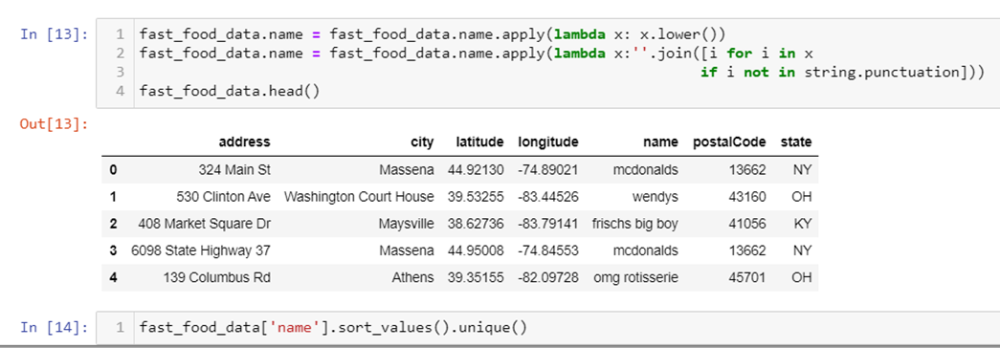 In [13]: 1 fast_food_data.name = fast_food_data.name.apply(lambda x: x.lower())
2 fast_food_data.name = fast_food_data.name.apply(lambda x:''.join([i for i in x
3 if i not in string.punctuation]))
4 fast_food_data.head()
Out[13]:
address city latitude longitude name postalCode state
0 324 Main St Massena 44.92130 -74.89021 mcdonalds 13662 NY
1 530 Clinton Ave Washington Court House 39.53255 -83.44526 wendys 43160 OH
2 408 Market Square Dr Maysville 38.62736 -83.79141 frischs big boy 41056 KY
3 6098 State Highway 37 Massena 44.95008 -74.84553 mcdonalds 13662 NY
4 139 Columbus Rd Athens 39.35155 -82.09728 omg rotisserie 45701 OH
In [14]: 1 fast_food_data['name'].sort_values().unique()